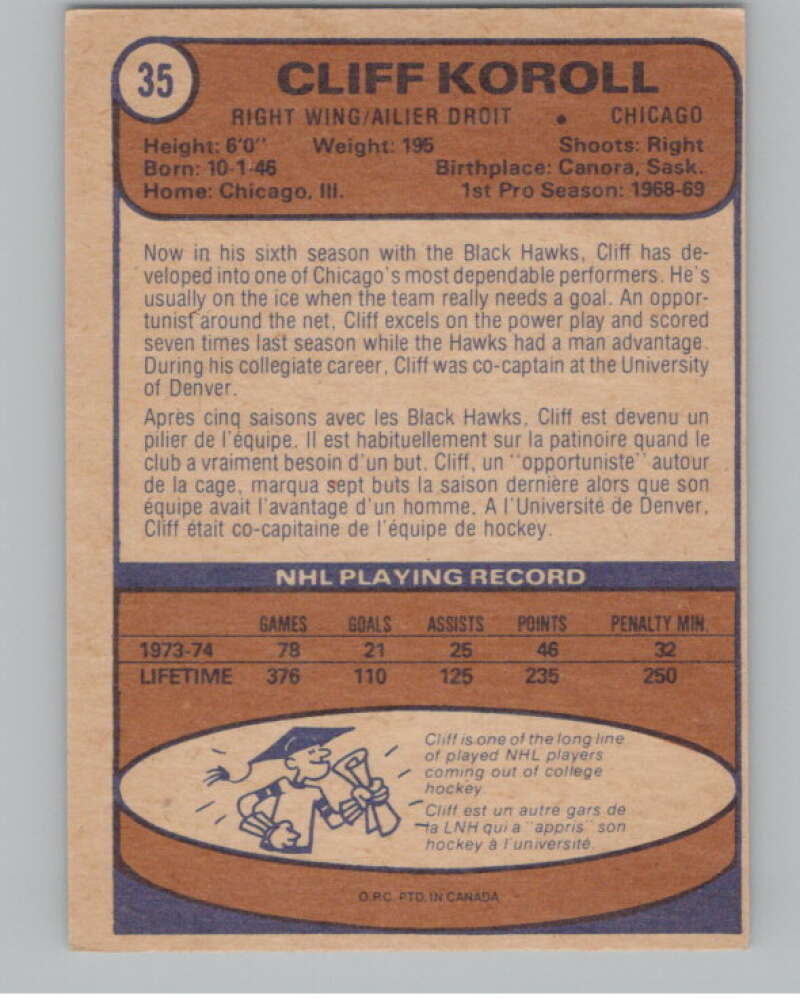 35
CLIFF KOROLL
RIGHT WING/AILIER DROIT • CHICAGO
Height: 6'0" Weight: 195 Shoots: Right
Born: 10-1-46 Birthplace: Canora, Sask.
Home: Chicago, Ill. 1st Pro Season: 1968-69
Now in his sixth season with the Black Hawks, Cliff has de-
veloped into one of Chicago's most dependable performers. He's
usually on the ice when the team really needs a goal. An oppor-
tunist around the net, Cliff excels on the power play and scored
seven times last season while the Hawks had a man advantage.
During his collegiate career, Cliff was co-captain at the University
of Denver.
Après cinq saisons avec les Black Hawks, Cliff est devenu un
pilier de l'équipe. Il est habituellement sur la patinoire quand le
club a vraiment besoin d'un but. Cliff, un "opportuniste" autour
de la cage, marqua sept buts la saison dernière alors que son
équipe avait l'avantage d'un homme. A l'Université de Denver,
Cliff était co-capitaine de l'équipe de hockey.
NHL PLAYING RECORD
GAMES GOALS ASSISTS POINTS PENALTY MIN.
1973-74 78 21 25 46 32
LIFETIME 376 110 125 235 250
Cliff is one of the long line
of played NHL players
coming out of college
hockey
Cliff est un autre gars de
la LNH qui a "appris" son
hockey à l'université.
O.P.C. PTD. IN CANADA